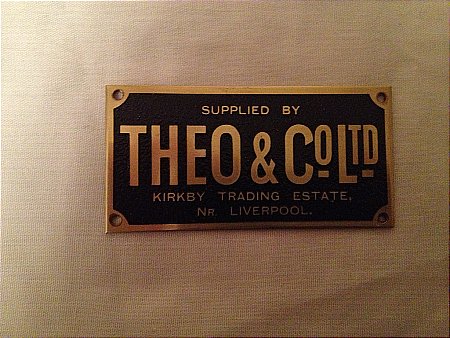 SUPPLIED BY
THEO & CO LTD
KIRKBY TRADING ESTATE,
NR LIVERPOOL.